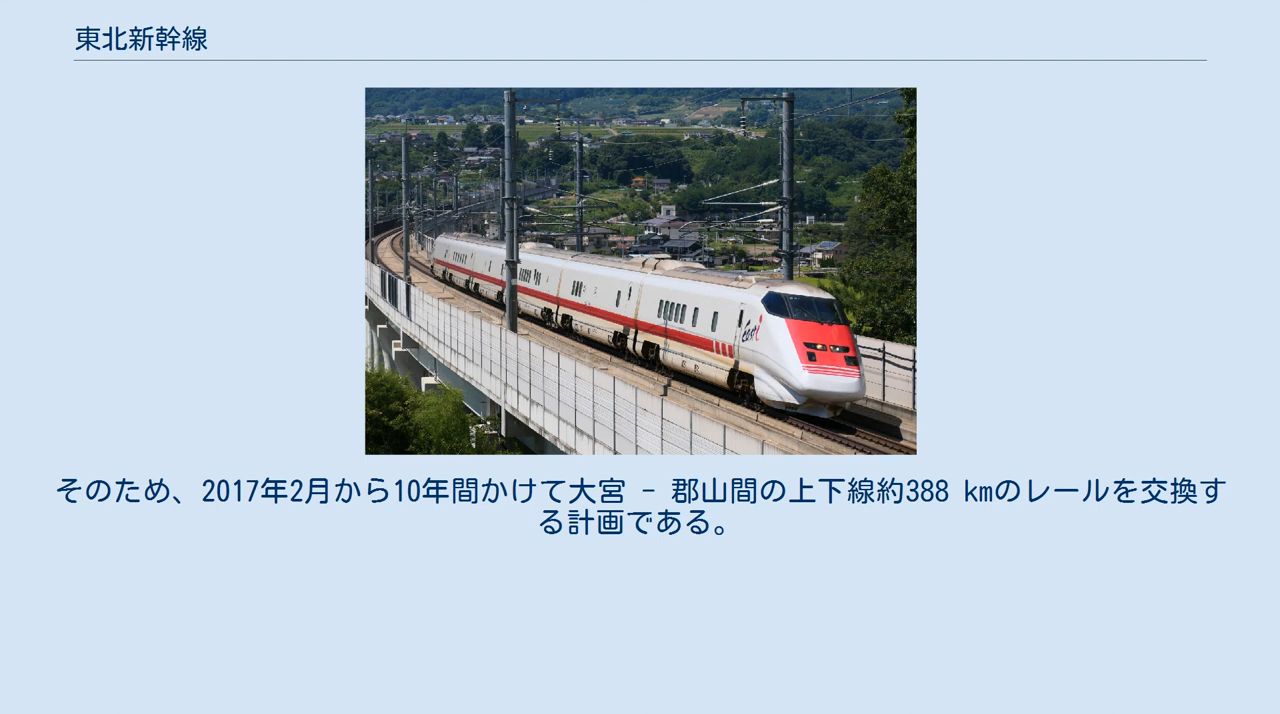 東北新幹線
East i
そのため、2017年2月から10年間かけて大宮 - 郡山間の上下線約388 kmのレールを交換す
る計画である。